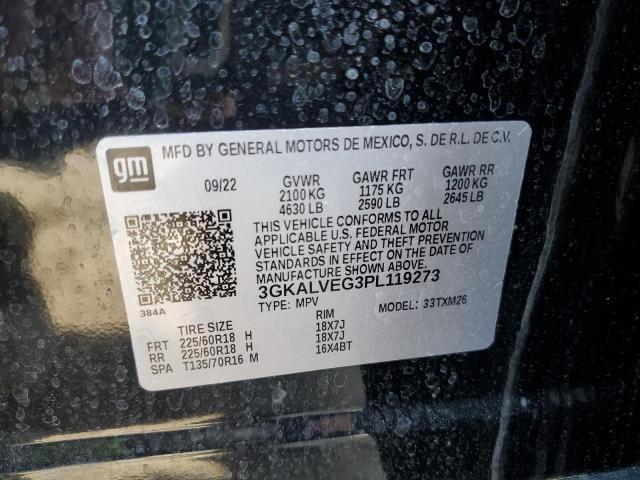 gm
MFD BY GENERAL MOTORS DE MEXICO, S. DE R.L. DE C.V.
09/22 GVWR GAWR FRT GAWR RR
2100 KG 1175 KG 1200 KG
4630 LB 2590 LB 2645 LB
THIS VEHICLE CONFORMS TO ALL
APPLICABLE U.S. FEDERAL MOTOR
VEHICLE SAFETY AND THEFT PREVENTION
STANDARDS IN EFFECT ON THE DATE OF
MANUFACTURE SHOWN ABOVE.
3GKALVEG3PL119273
384A
TYPE: MPV MODEL: 33TXM26
TIRE SIZE RIM
FRT 225/60R18 H 18X7J
RR 225/60R18 H 18X7J
SPA T135/70R16 M 16X4BT